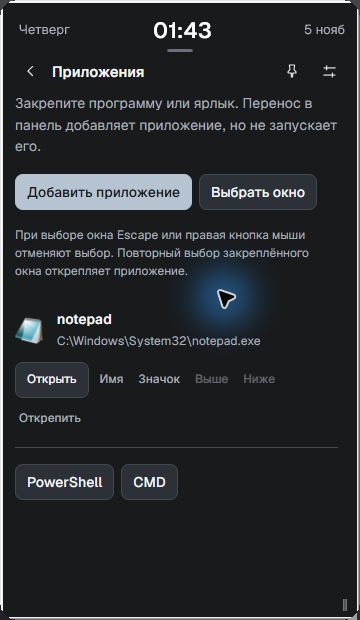 Четверг 01:43 5 нояб
Приложения
Закрепите программу или ярлык. Перенос в
панель добавляет приложение, но не запускает
его.
Добавить приложение Выбрать окно
При выборе окна Escape или правая кнопка мыши
отменяют выбор. Повторный выбор закреплённого
окна открепляет приложение.
notepad
C:\Windows\System32\notepad.exe
Открыть Имя Значок Выше Ниже
Открепить
PowerShell CMD